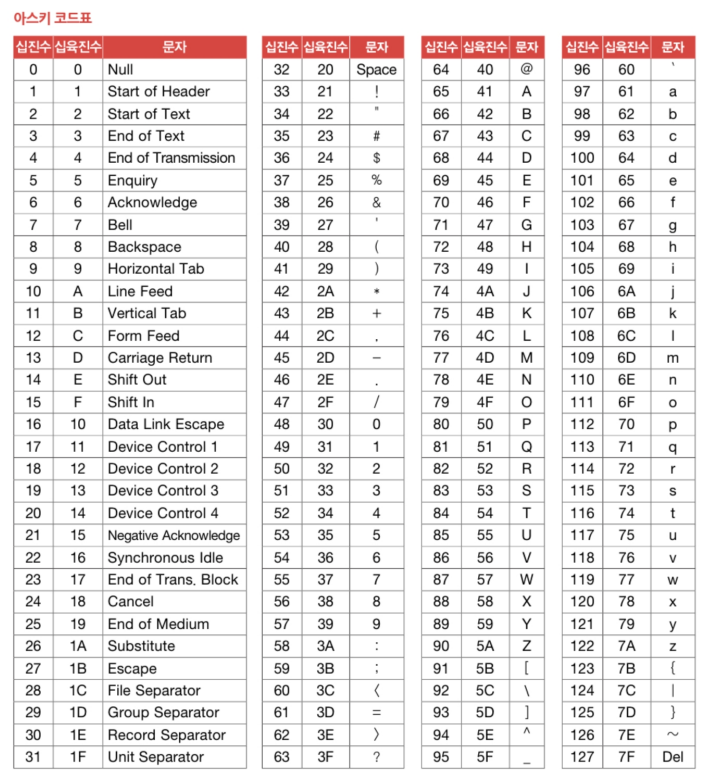 아스키 코드표
십진수 십육진수 문자 십진수 십육진수 문자 십진수 십육진수 문자 십진수 십육진수 문자
0 0 Null 32 20 Space 64 40 @ 96 60 `
1 1 Start of Header 33 21 ! 65 41 A 97 61 a
2 2 Start of Text 34 22 " 66 42 B 98 62 b
3 3 End of Text 35 23 # 67 43 C 99 63 c
4 4 End of Transmission 36 24 $ 68 44 D 100 64 d
5 5 Enquiry 37 25 % 69 45 E 101 65 e
6 6 Acknowledge 38 26 & 70 46 F 102 66 f
7 7 Bell 39 27 ' 71 47 G 103 67 g
8 8 Backspace 40 28 ( 72 48 H 104 68 h
9 9 Horizontal Tab 41 29 ) 73 49 I 105 69 i
10 A Line Feed 42 2A * 74 4A J 106 6A j
11 B Vertical Tab 43 2B + 75 4B K 107 6B k
12 C Form Feed 44 2C , 76 4C L 108 6C l
13 D Carriage Return 45 2D − 77 4D M 109 6D m
14 E Shift Out 46 2E . 78 4E N 110 6E n
15 F Shift In 47 2F / 79 4F O 111 6F o
16 10 Data Link Escape 48 30 0 80 50 P 112 70 p
17 11 Device Control 1 49 31 1 81 51 Q 113 71 q
18 12 Device Control 2 50 32 2 82 52 R 114 72 r
19 13 Device Control 3 51 33 3 83 53 S 115 73 s
20 14 Device Control 4 52 34 4 84 54 T 116 74 t
21 15 Negative Acknowledge 53 35 5 85 55 U 117 75 u
22 16 Synchronous Idle 54 36 6 86 56 V 118 76 v
23 17 End of Trans. Block 55 37 7 87 57 W 119 77 w
24 18 Cancel 56 38 8 88 58 X 120 78 x
25 19 End of Medium 57 39 9 89 59 Y 121 79 y
26 1A Substitute 58 3A : 90 5A Z 122 7A z
27 1B Escape 59 3B ; 91 5B [ 123 7B {
28 1C File Separator 60 3C 〈 92 5C \ 124 7C |
29 1D Group Separator 61 3D = 93 5D ] 125 7D }
30 1E Record Separator 62 3E 〉 94 5E ^ 126 7E ~
31 1F Unit Separator 63 3F ? 95 5F _ 127 7F Del